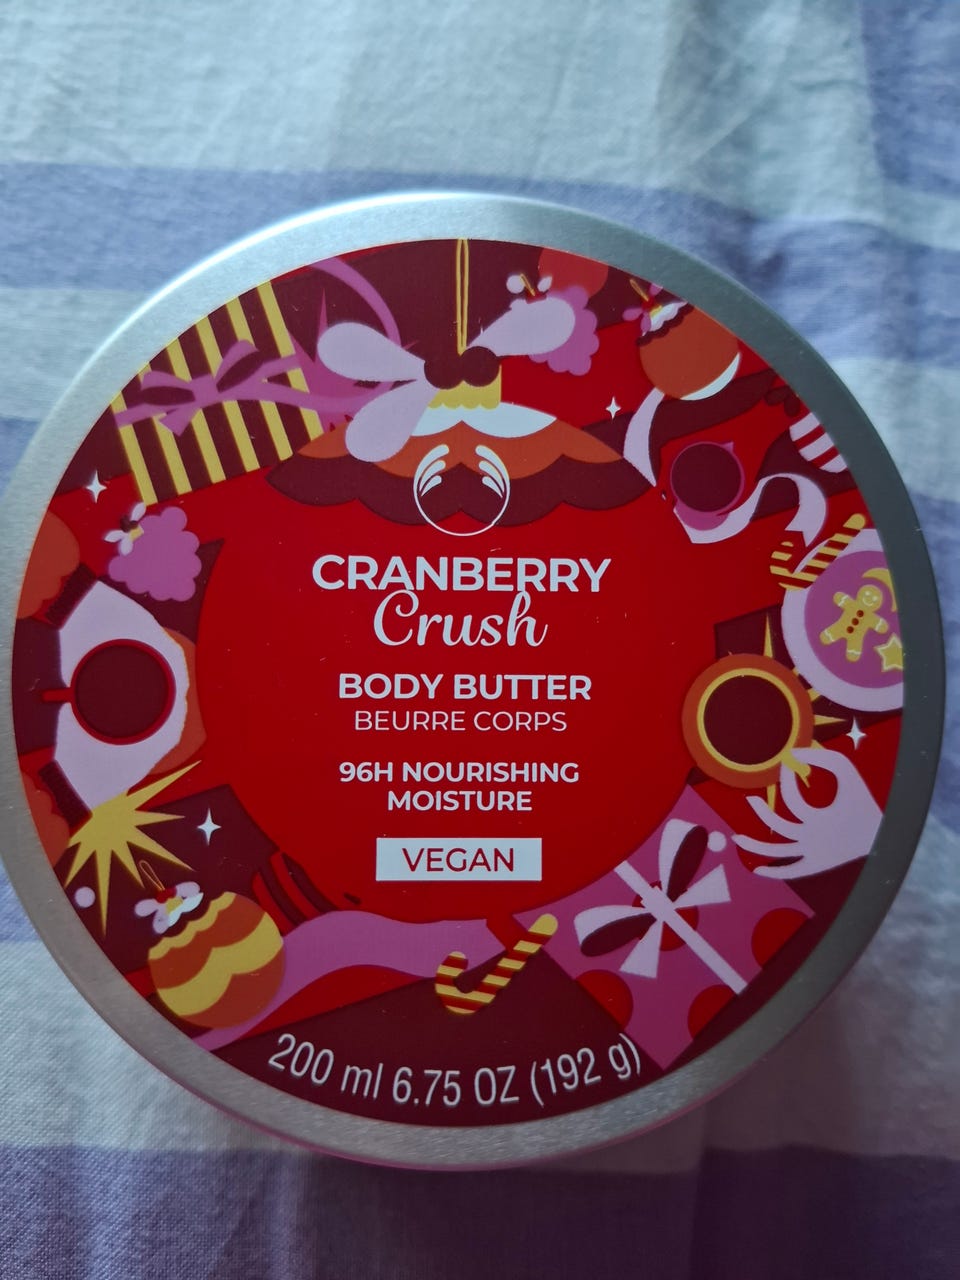 CRANBERRY
Crush
BODY BUTTER
BEURRE CORPS
96H NOURISHING
MOISTURE
VEGAN
200 ml 6.75 OZ (192 g)